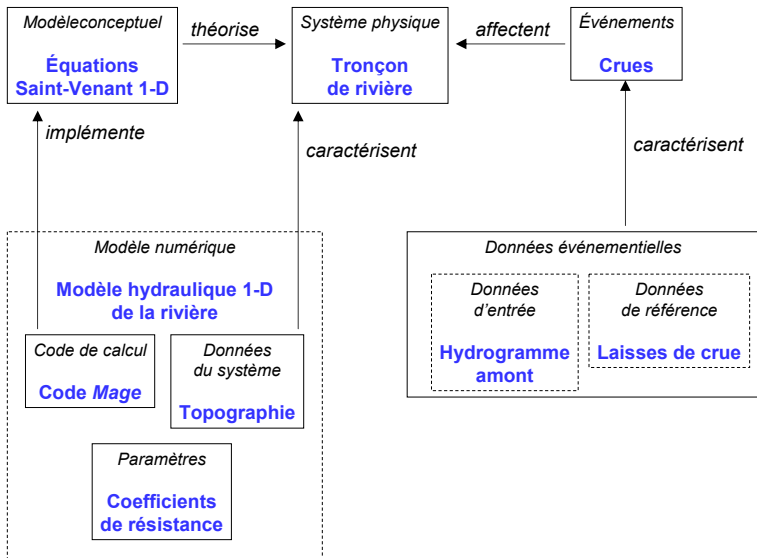 Modèleconceptuel
Équations
Saint-Venant 1-D
théorise
Système physique
Tronçon
de rivière
affectent
Événements
Crues
implémente
caractérisent
caractérisent
Modèle numérique
Modèle hydraulique 1-D
de la rivière
Code de calcul
Code Mage
Données
du système
Topographie
Paramètres
Coefficients
de résistance
Données événementielles
Données
d'entrée
Hydrogramme
amont
Données
de référence
Laisses de crue